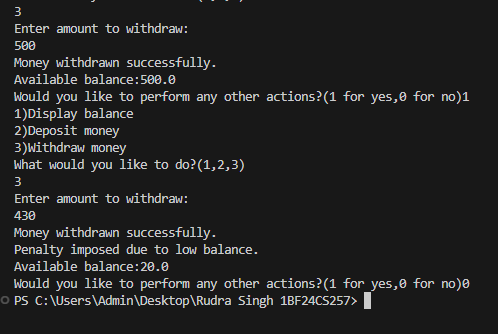 3
Enter amount to withdraw:
500
Money withdrawn successfully.
Available balance:500.0
Would you like to perform any other actions?(1 for yes,0 for no)1
1)Display balance
2)Deposit money
3)Withdraw money
What would you like to do?(1,2,3)
3
Enter amount to withdraw:
430
Money withdrawn successfully.
Penalty imposed due to low balance.
Available balance:20.0
Would you like to perform any other actions?(1 for yes,0 for no)0
PS C:\Users\Admin\Desktop\Rudra Singh 1BF24CS257>